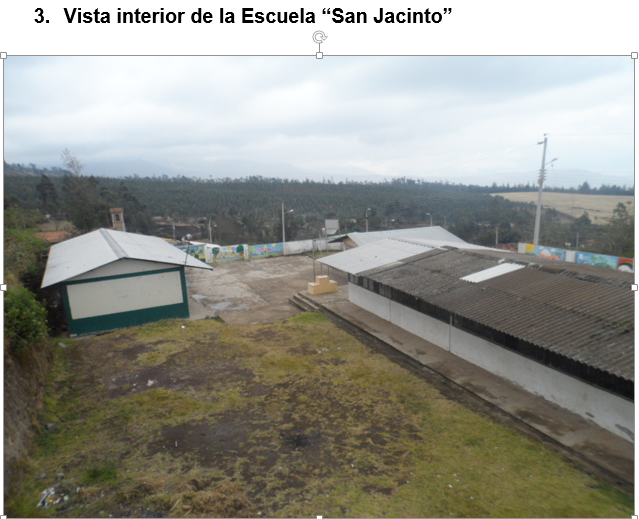 3. Vista interior de la Escuela “San Jacinto”